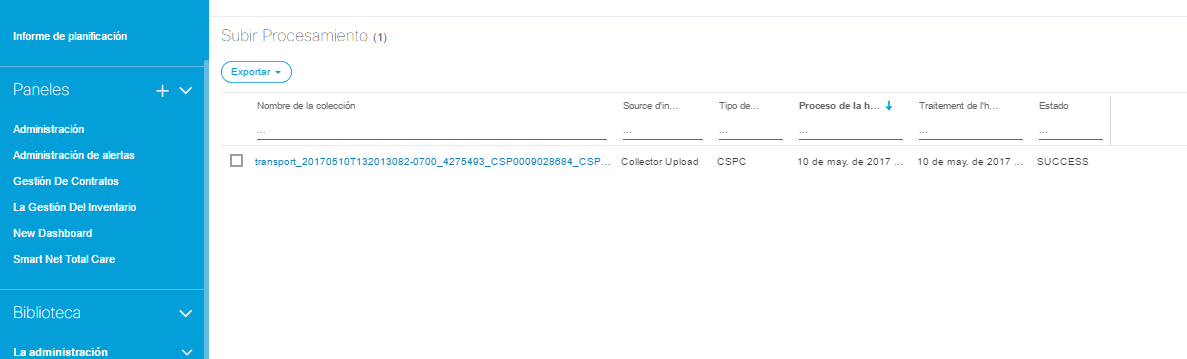 Informe de planificación
Paneles
Administración
Administración de alertas
Gestión De Contratos
La Gestión Del Inventario
New Dashboard
Smart Net Total Care
Biblioteca
La administración
Subir Procesamiento (1)
Exportar
Nombre de la colección Source d'in... Tipo de... Proceso de la h... Traitement de l'h... Estado
... ... ... ... ... ...
transport_20170510T132013082-0700_4275493_CSP0009028684_CSP... Collector Upload CSPC 10 de may. de 2017 ... 10 de may. de 2017 ... SUCCESS